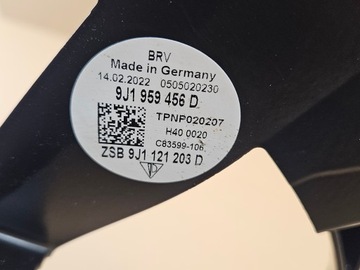 BRV
Made in Germany
14.02.2022 0505020230
9J1 959 456 D
TPNP020207
H40 0020
C83599-106
ZSB 9J1 121 203 D